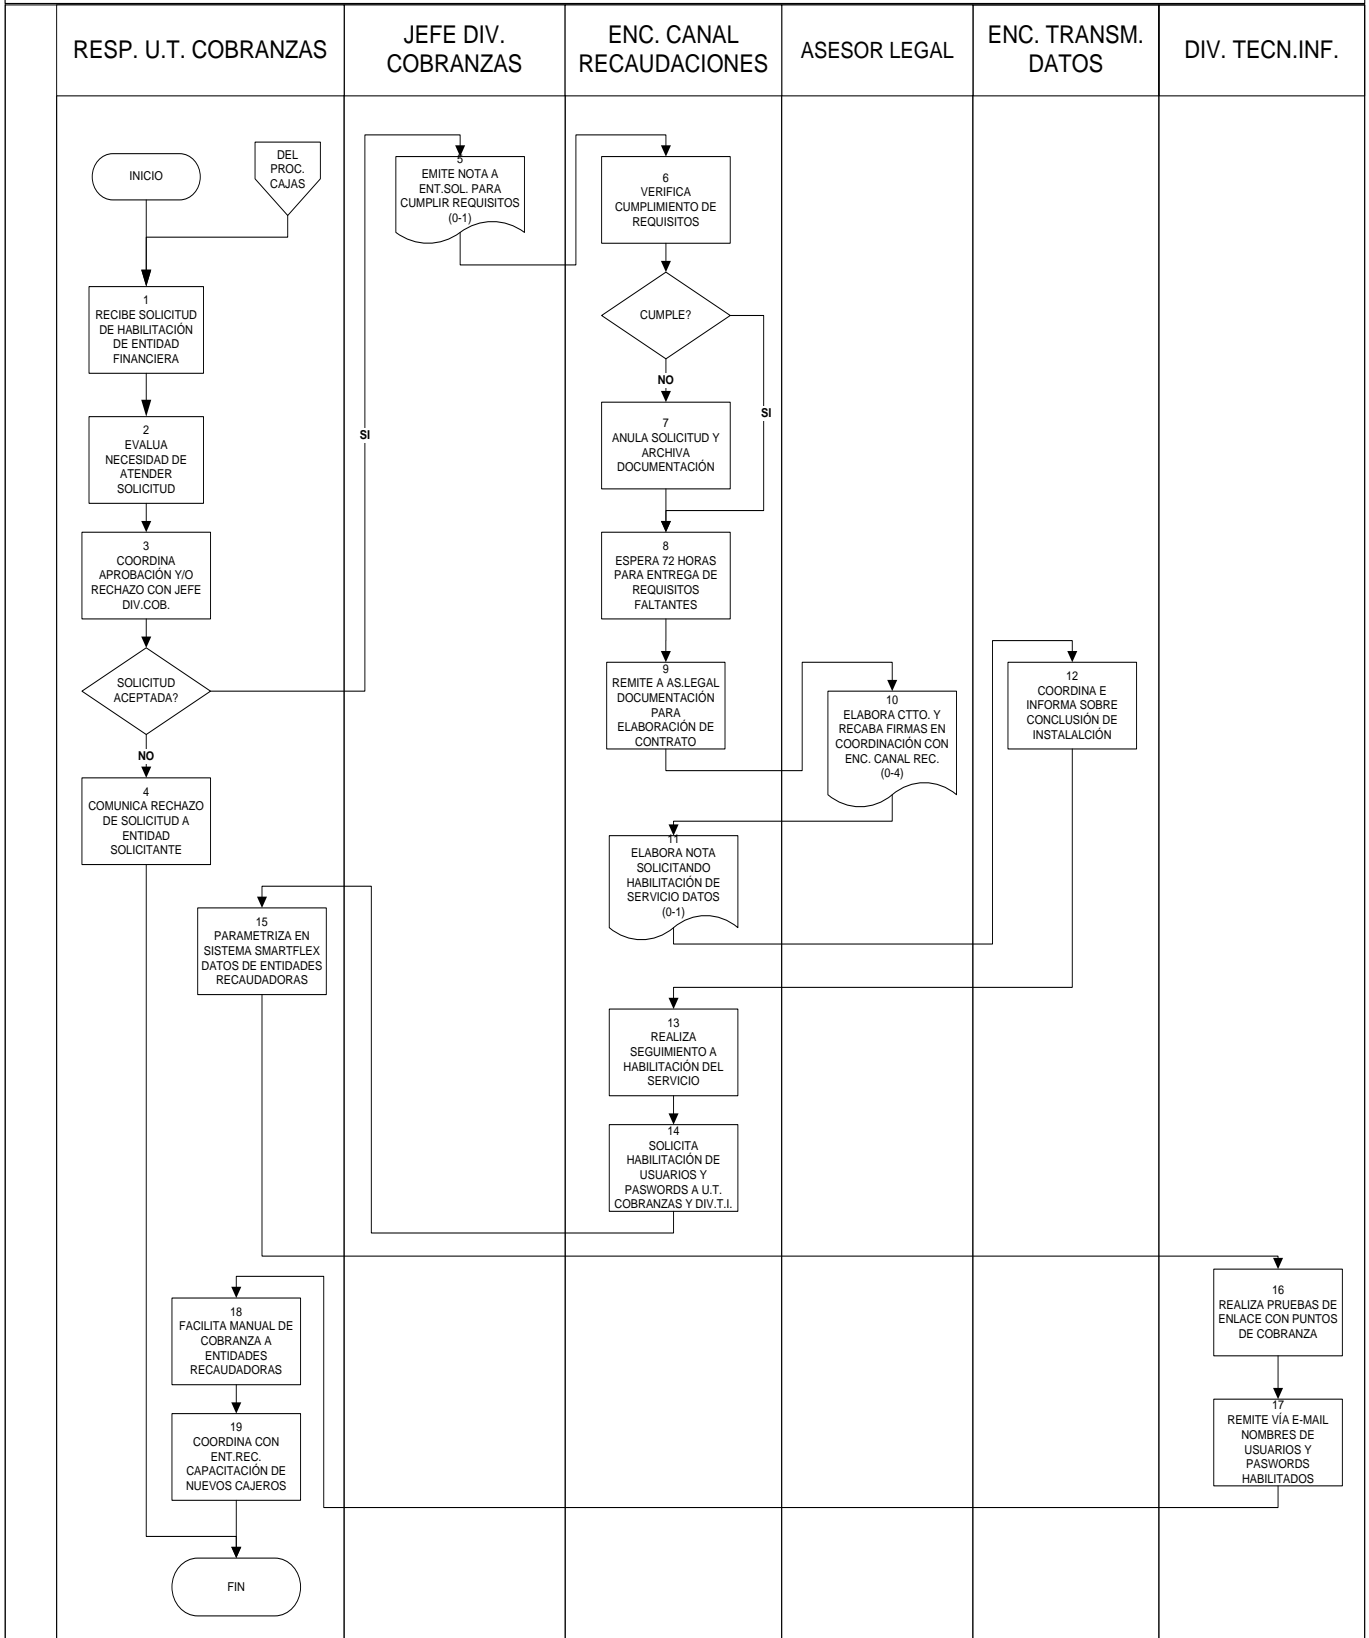 RESP. U.T. COBRANZAS
JEFE DIV.
COBRANZAS
ENC. CANAL
RECAUDACIONES
ASESOR LEGAL
ENC. TRANSM.
DATOS
DIV. TECN.INF.
INICIO
DEL
PROC.
CAJAS
1
RECIBE SOLICITUD
DE HABILITACIÓN
DE ENTIDAD
FINANCIERA
2
EVALUA
NECESIDAD DE
ATENDER
SOLICITUD
3
COORDINA
APROBACIÓN Y/O
RECHAZO CON JEFE
DIV.COB.
SOLICITUD
ACEPTADA?
SI
NO
4
COMUNICA RECHAZO
DE SOLICITUD A
ENTIDAD
SOLICITANTE
5
EMITE NOTA A
ENT.SOL. PARA
CUMPLIR REQUISITOS
(0-1)
6
VERIFICA
CUMPLIMIENTO DE
REQUISITOS
CUMPLE?
NO
SI
7
ANULA SOLICITUD Y
ARCHIVA
DOCUMENTACIÓN
8
ESPERA 72 HORAS
PARA ENTREGA DE
REQUISITOS
FALTANTES
9
REMITE A AS.LEGAL
DOCUMENTACIÓN
PARA
ELABORACIÓN DE
CONTRATO
10
ELABORA CTTO. Y
RECABA FIRMAS EN
COORDINACIÓN CON
ENC. CANAL REC.
(0-4)
11
ELABORA NOTA
SOLICITANDO
HABILITACIÓN DE
SERVICIO DATOS
(0-1)
12
COORDINA E
INFORMA SOBRE
CONCLUSIÓN DE
INSTALALCIÓN
13
REALIZA
SEGUIMIENTO A
HABILITACIÓN DEL
SERVICIO
14
SOLICITA
HABILITACIÓN DE
USUARIOS Y
PASWORDS A U.T.
COBRANZAS Y DIV.T.I.
15
PARAMETRIZA EN
SISTEMA SMARTFLEX
DATOS DE ENTIDADES
RECAUDADORAS
16
REALIZA PRUEBAS DE
ENLACE CON PUNTOS
DE COBRANZA
17
REMITE VÍA E-MAIL
NOMBRES DE
USUARIOS Y
PASWORDS
HABILITADOS
18
FACILITA MANUAL DE
COBRANZA A
ENTIDADES
RECAUDADORAS
19
COORDINA CON
ENT.REC.
CAPACITACIÓN DE
NUEVOS CAJEROS
FIN